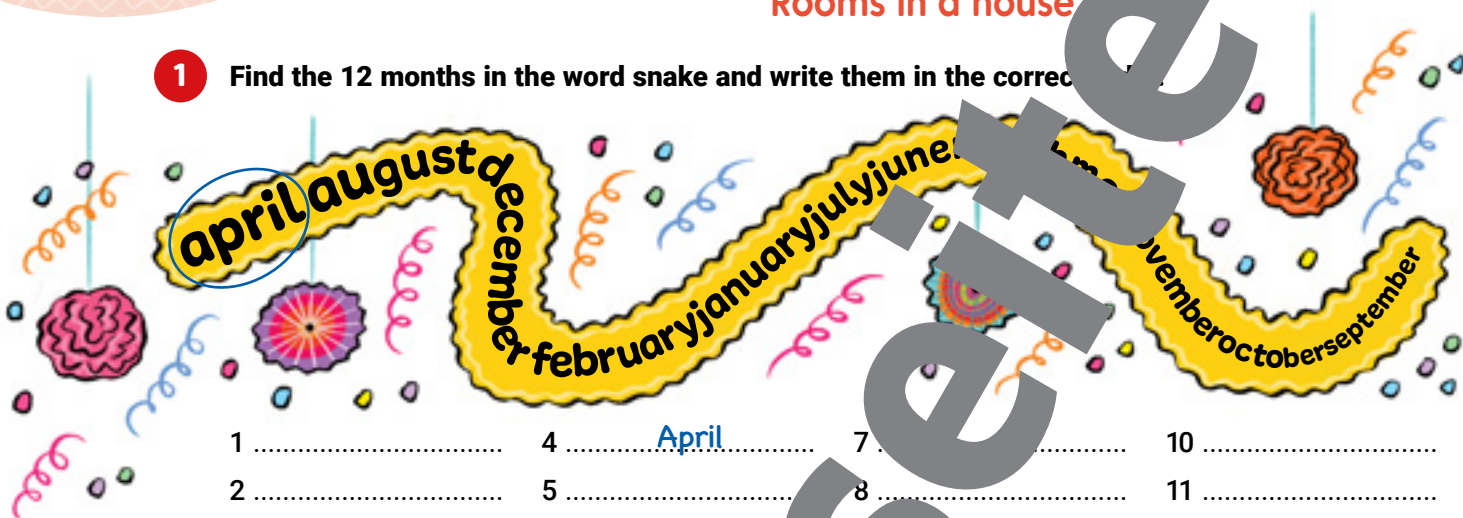 Rooms in a house
1 Find the 12 months in the word snake and write them in the
aprilaugustdecemberfebruaryjanuaryjulyjune
ovemberoctoberseptember
1 4 April 7 10
2 5 8 11
seite